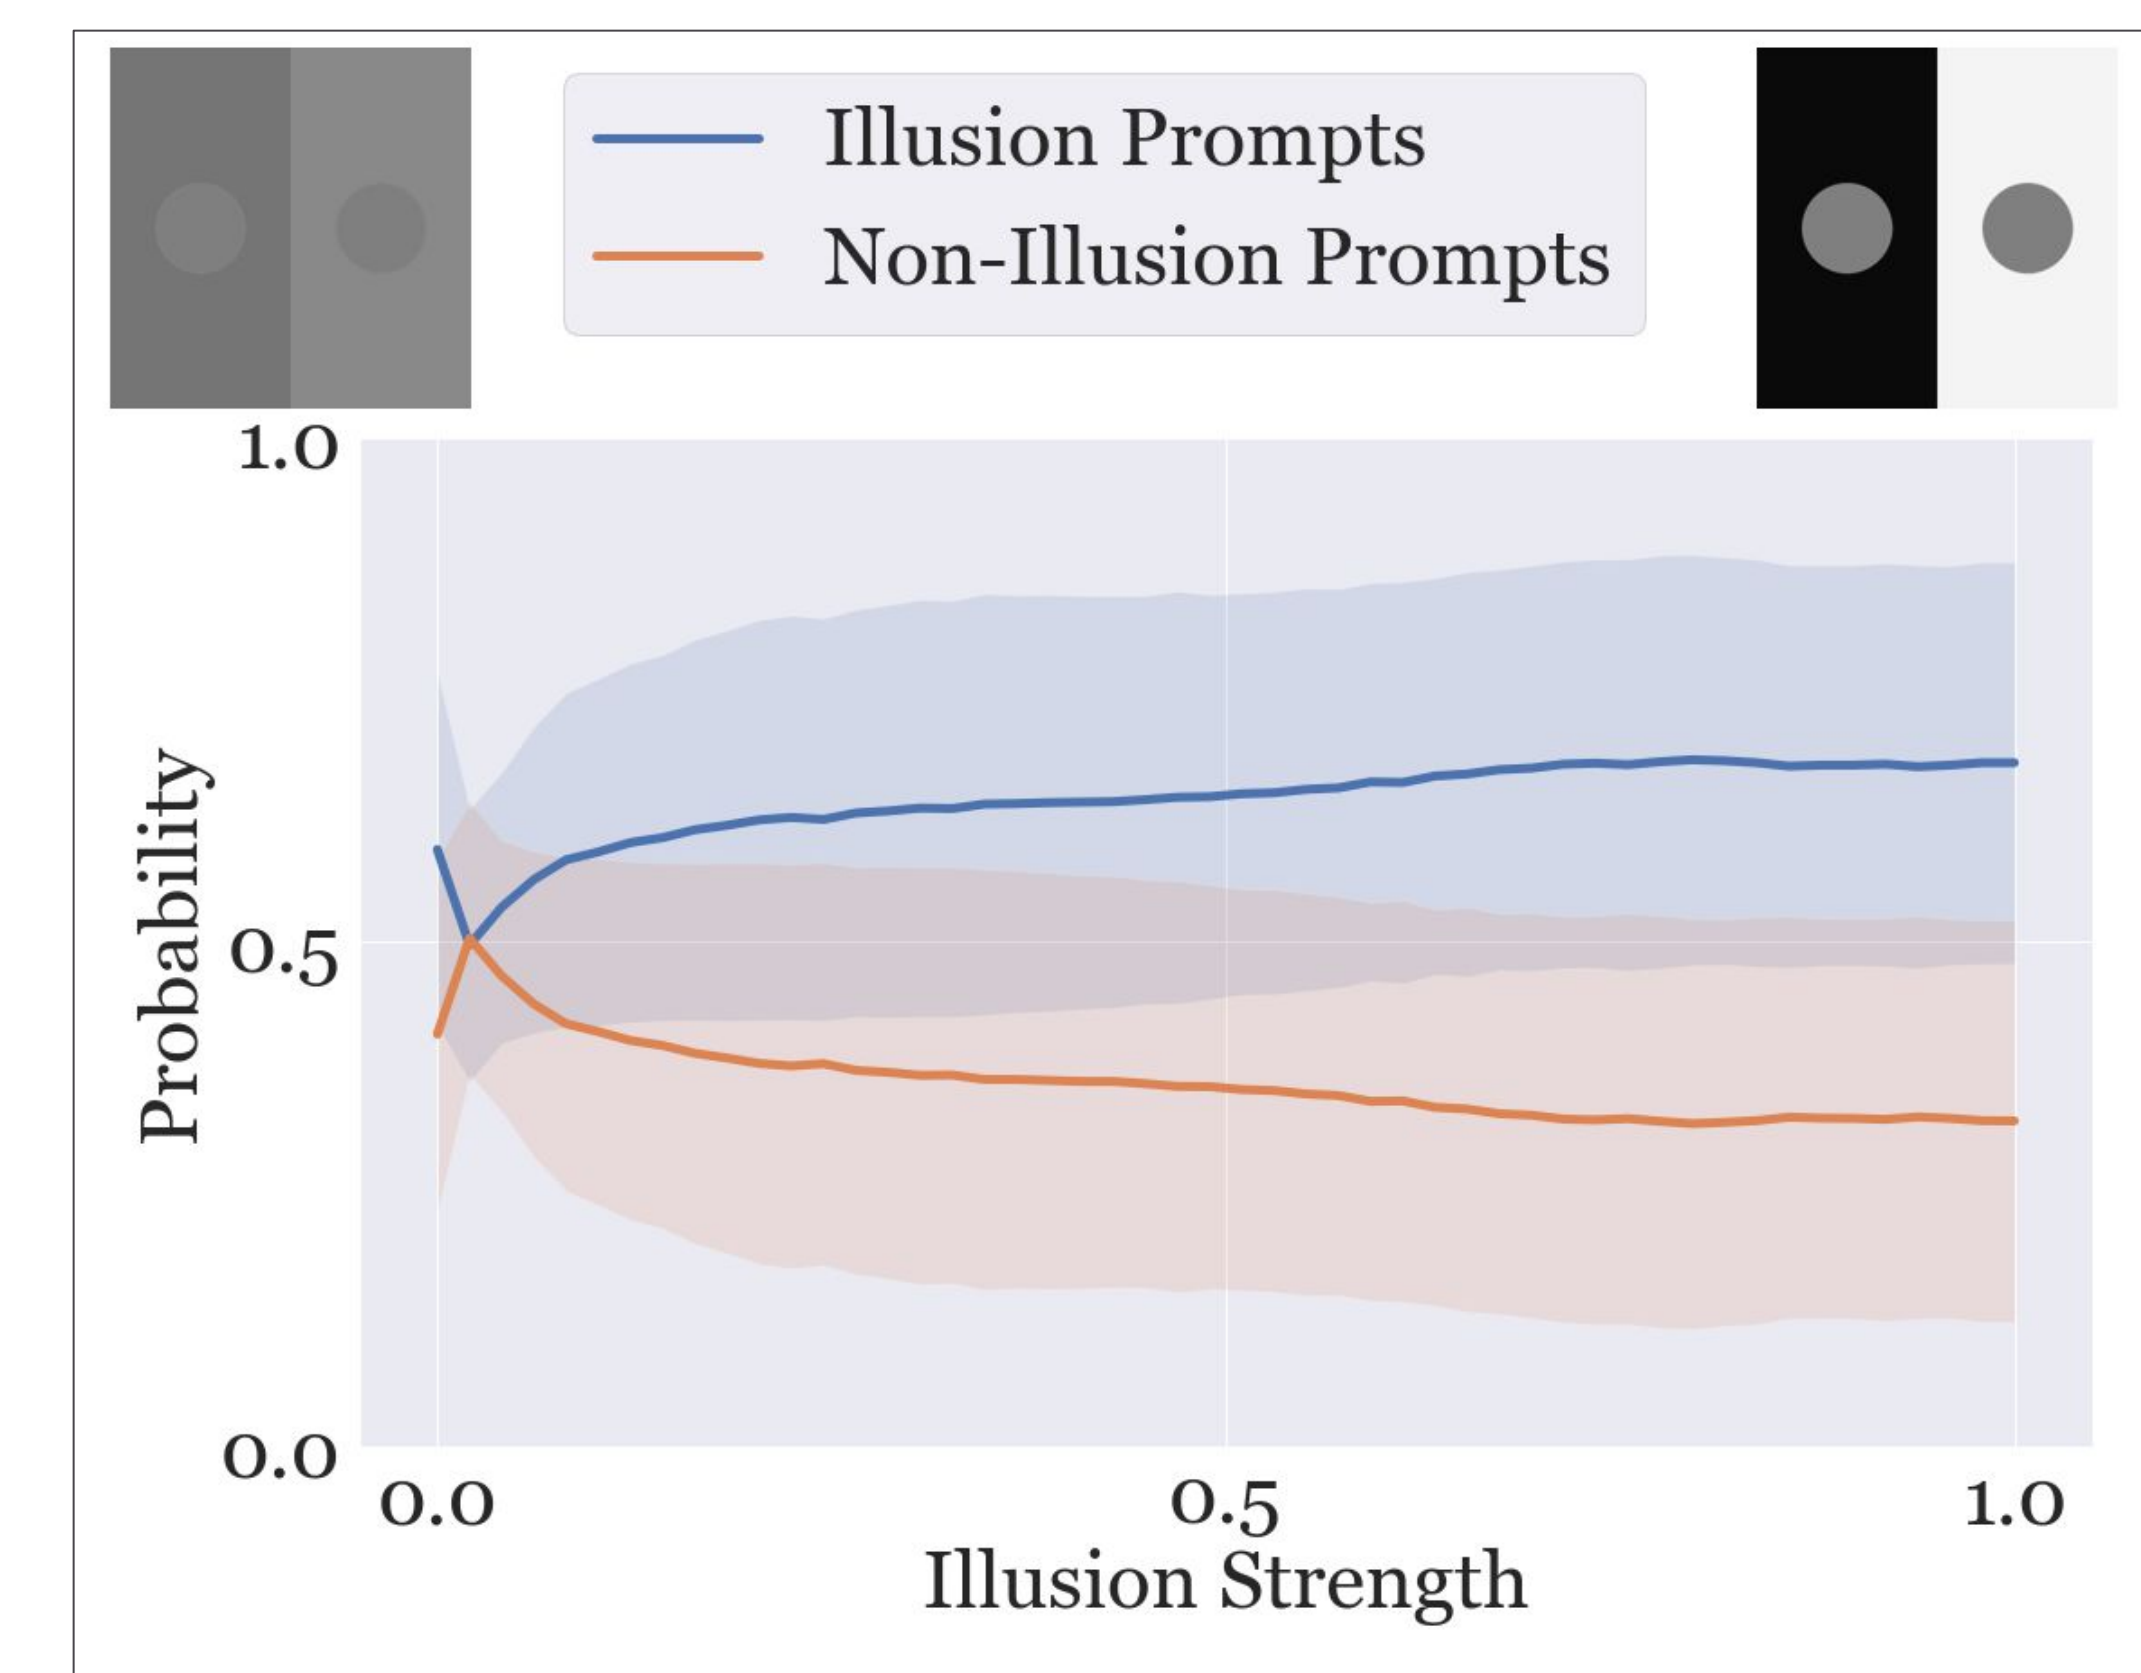 Illusion Prompts
Non-Illusion Prompts
1.0
Probability
0.5
0.0
0.0 0.5 1.0
Illusion Strength